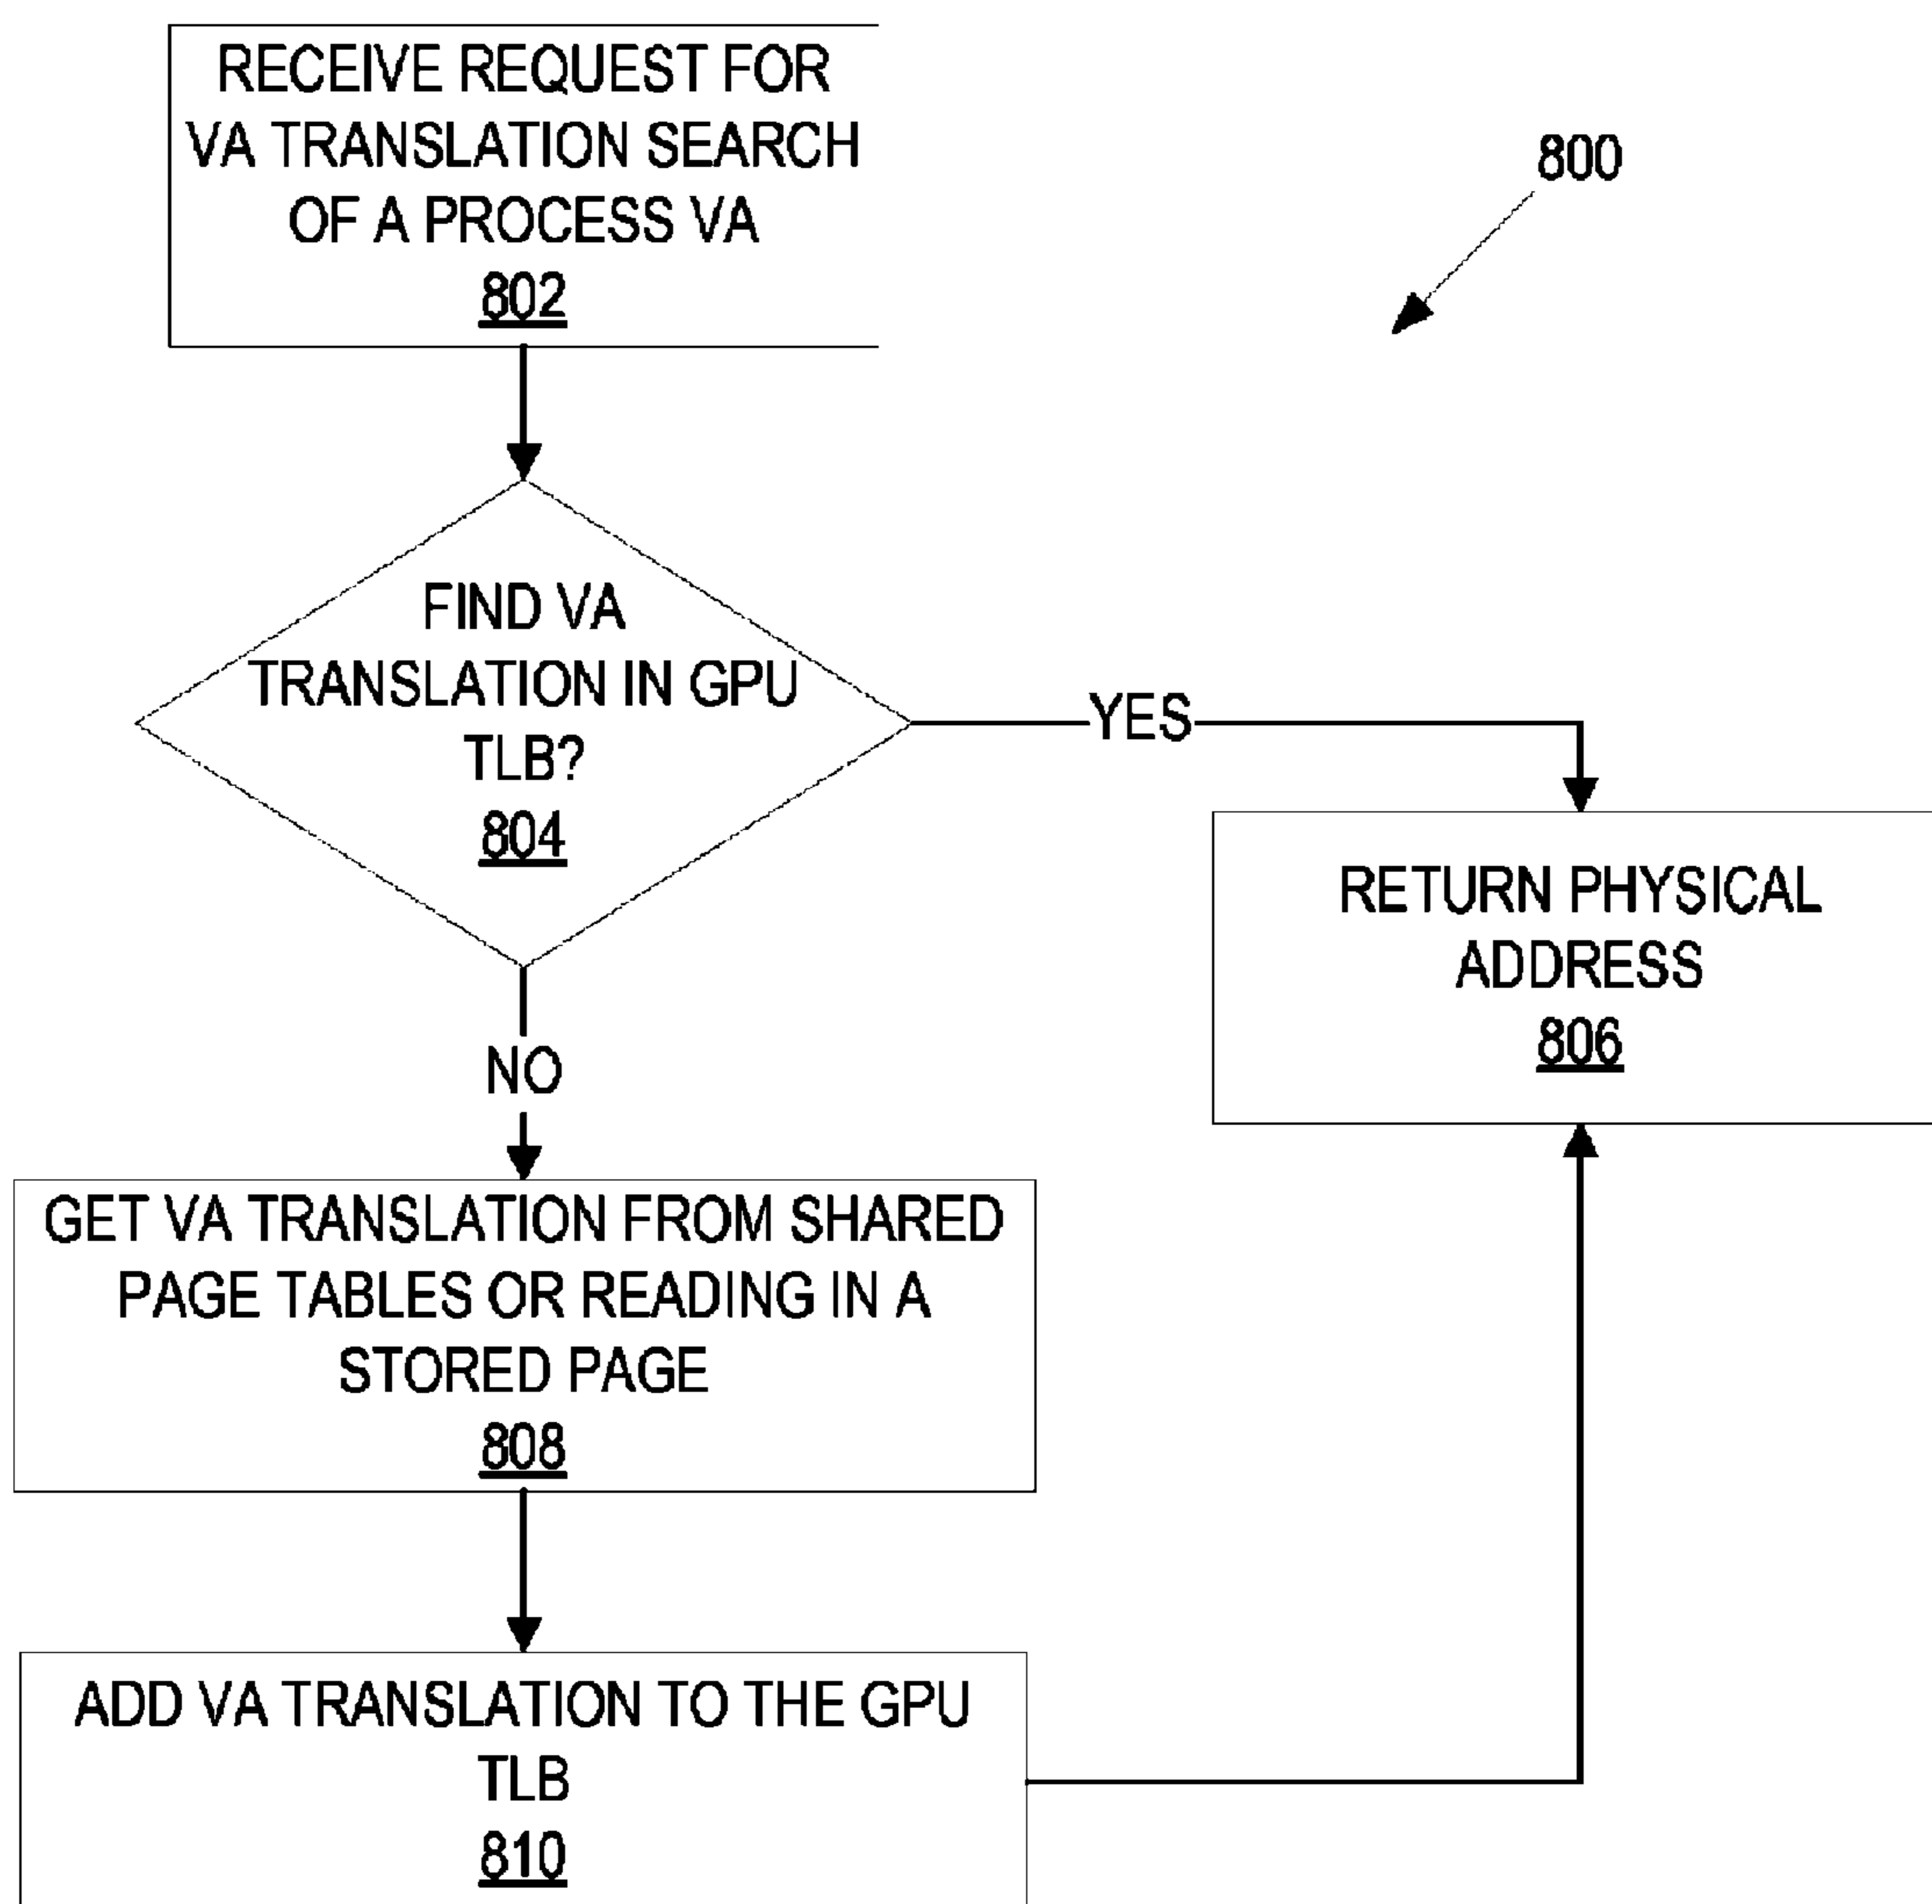 RECEIVE REQUEST FOR
VA TRANSLATION SEARCH
OF A PROCESS VA
802
800
FIND VA
TRANSLATION IN GPU
TLB?
804
YES
RETURN PHYSICAL
ADDRESS
806
NO
GET VA TRANSLATION FROM SHARED
PAGE TABLES OR READING IN A
STORED PAGE
808
ADD VA TRANSLATION TO THE GPU
TLB
810